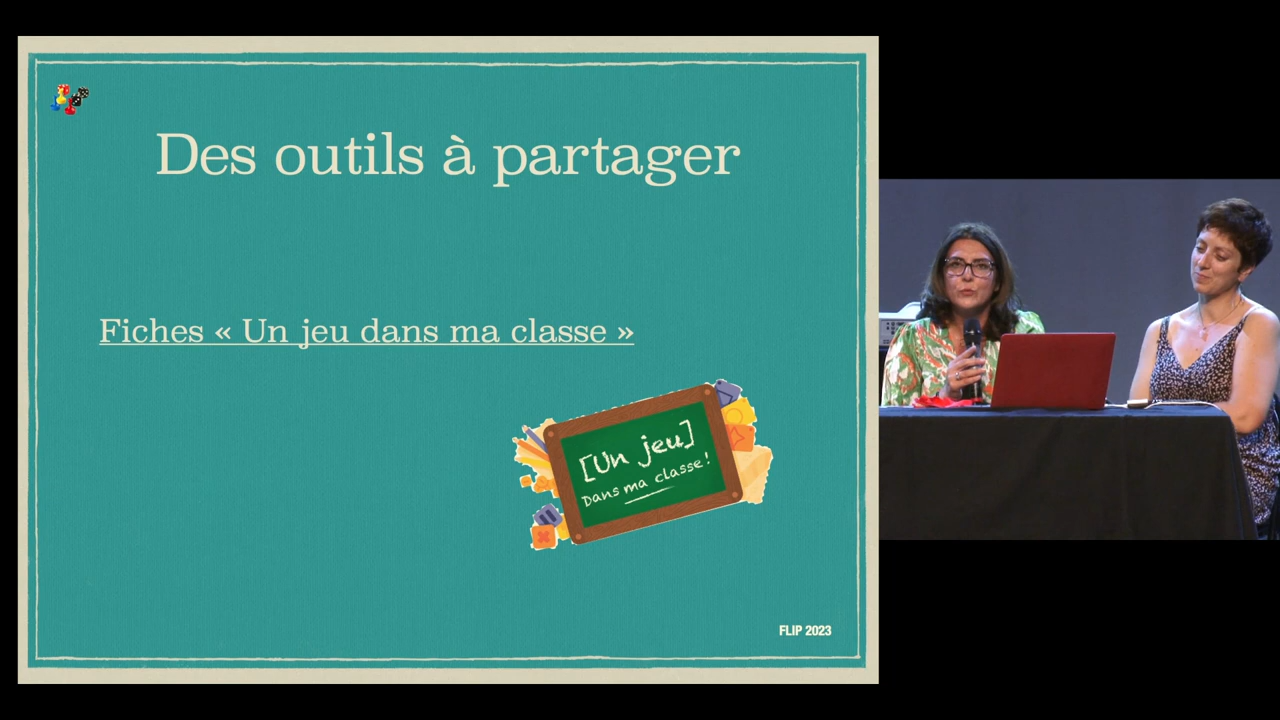 Des outils à partager
Fiches « Un jeu dans ma classe »
[Un jeu]
Dans ma classe!
FLIP 2023